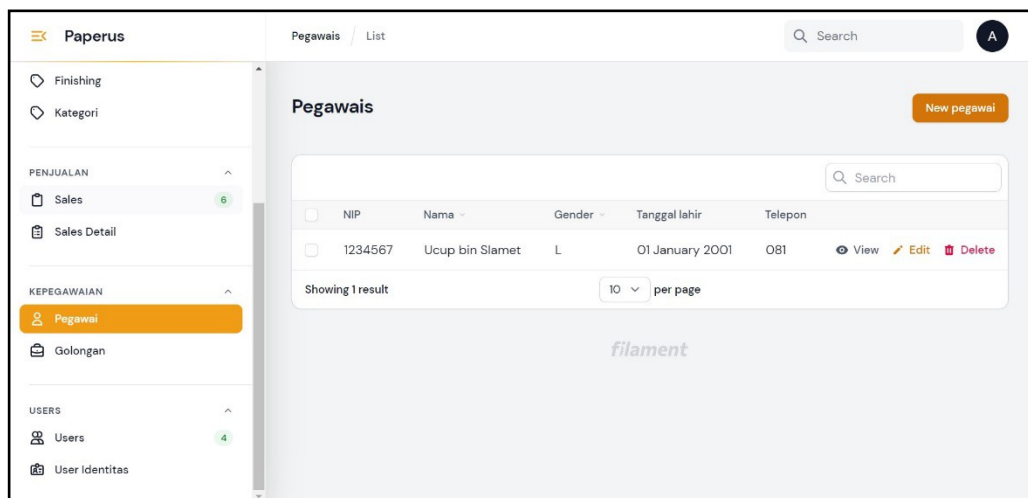 Paperus
Finishing
Kategori
PENJUALAN
Sales 6
Sales Detail
KEPEGAWAIAN
Pegawai
Golongan
USERS
Users 4
User Identitas
Pegawais / List
Search
A
Pegawais
New pegawai
Search
NIP Nama Gender Tanggal lahir Telepon
1234567 Ucup bin Slamet L 01 January 2001 081 View Edit Delete
Showing 1 result 10 per page
filament